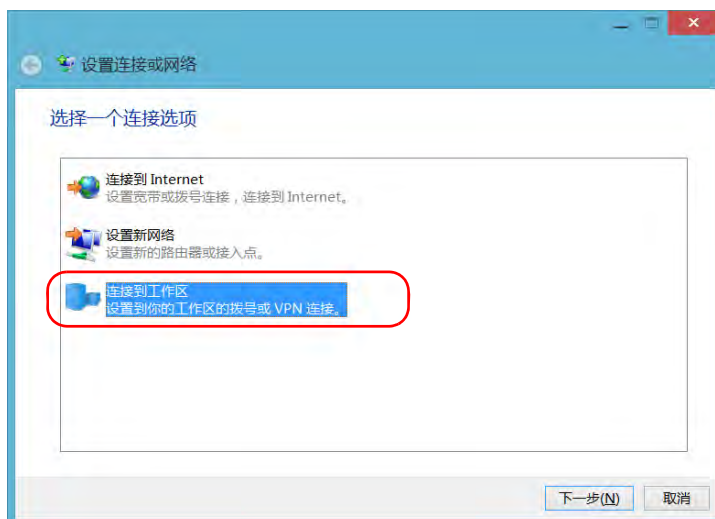 设置连接或网络
选择一个连接选项
连接到 Internet
设置宽带或拨号连接，连接到 Internet。
设置新网络
设置新的路由器或接入点。
连接到工作区
设置到你的工作区的拨号或 VPN 连接。
下一步(N)
取消